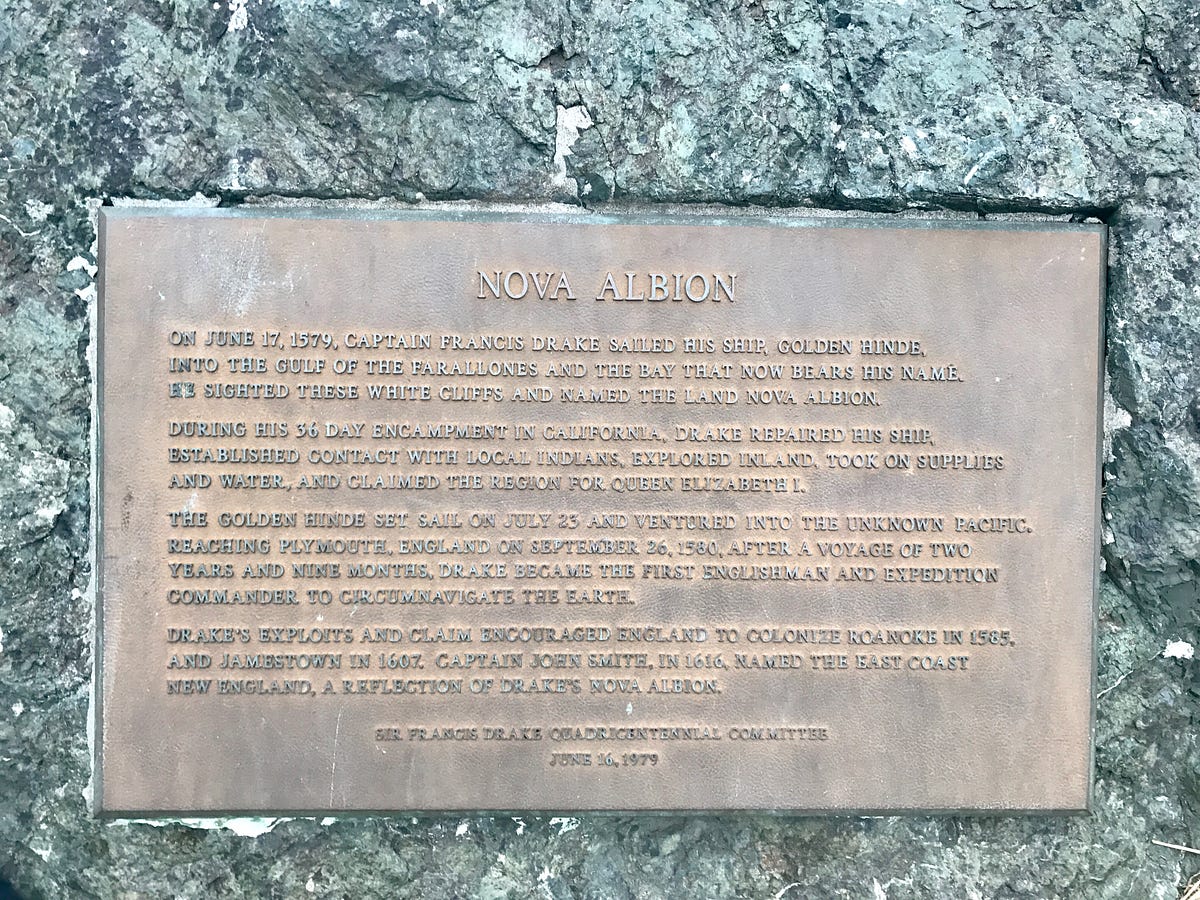 NOVA ALBION
ON JUNE 17, 1579, CAPTAIN FRANCIS DRAKE SAILED HIS SHIP, GOLDEN HINDE,
INTO THE GULF OF THE FARALLONES AND THE BAY THAT NOW BEARS HIS NAME.
HE SIGHTED THESE WHITE CLIFFS AND NAMED THE LAND NOVA ALBION.
DURING HIS 36 DAY ENCAMPMENT IN CALIFORNIA, DRAKE REPAIRED HIS SHIP,
ESTABLISHED CONTACT WITH LOCAL INDIANS, EXPLORED INLAND, TOOK ON SUPPLIES
AND WATER, AND CLAIMED THE REGION FOR QUEEN ELIZABETH I.
THE GOLDEN HINDE SET SAIL ON JULY 23 AND VENTURED INTO THE UNKNOWN PACIFIC.
REACHING PLYMOUTH, ENGLAND ON SEPTEMBER 26, 1580, AFTER A VOYAGE OF TWO
YEARS AND NINE MONTHS, DRAKE BECAME THE FIRST ENGLISHMAN AND EXPEDITION
COMMANDER TO CIRCUMNAVIGATE THE EARTH.
DRAKE'S EXPLOITS AND CLAIM ENCOURAGED ENGLAND TO COLONIZE ROANOKE IN 1585,
AND JAMESTOWN IN 1607. CAPTAIN JOHN SMITH, IN 1616, NAMED THE EAST COAST
NEW ENGLAND, A REFLECTION OF DRAKE'S NOVA ALBION.
SIR FRANCIS DRAKE QUADRICENTENNIAL COMMITTEE
JUNE 16, 1979